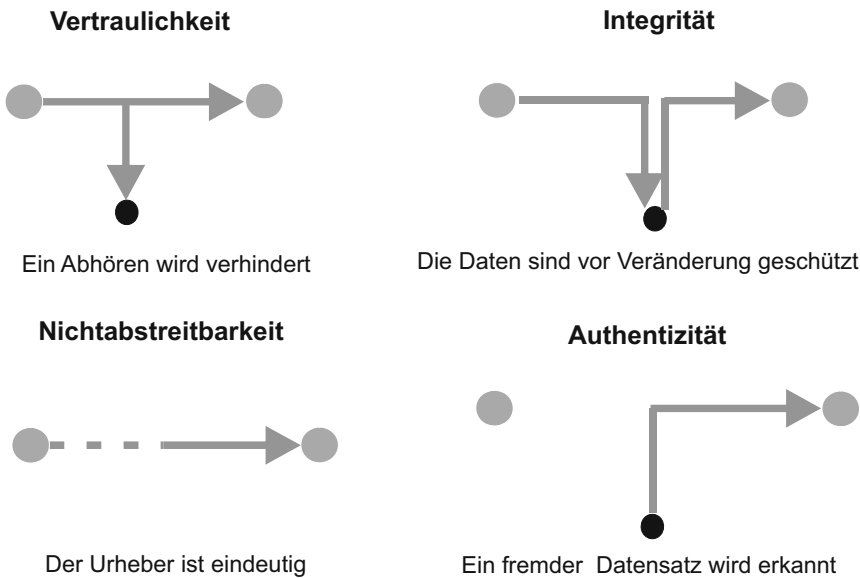 Vertraulichkeit
Integrität
Ein Abhören wird verhindert
Die Daten sind vor Veränderung geschützt
Nichtabstreitbarkeit
Authentizität
Der Urheber ist eindeutig
Ein fremder Datensatz wird erkannt